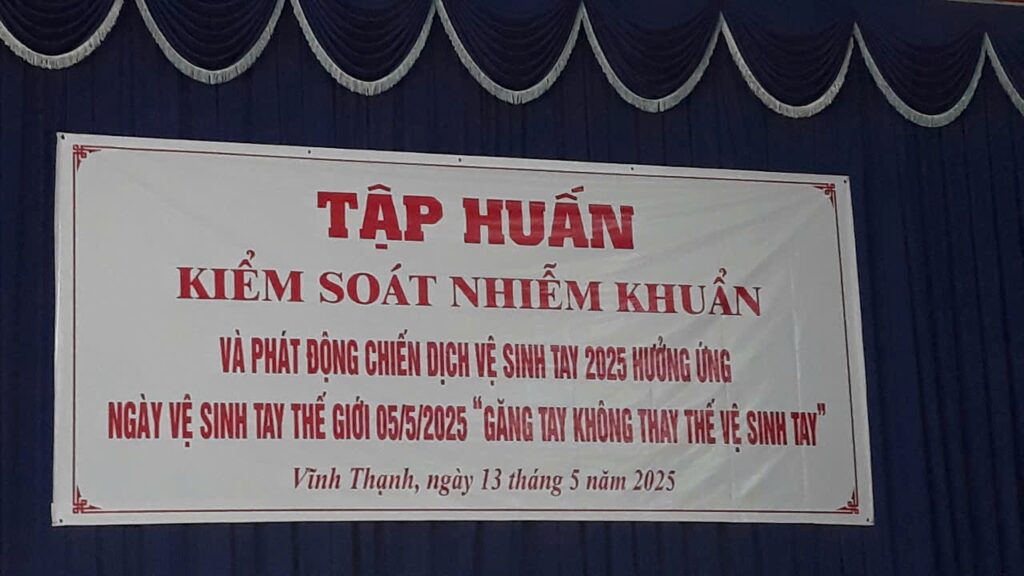 TẬP HUẤN
KIỂM SOÁT NHIỄM KHUẨN
VÀ PHÁT ĐỘNG CHIẾN DỊCH VỆ SINH TAY 2025 HƯỞNG ỨNG
NGÀY VỆ SINH TAY THẾ GIỚI 05/5/2025 "GĂNG TAY KHÔNG THAY THẾ VỆ SINH TAY"
Vĩnh Thạnh, ngày 13 tháng 5 năm 2025